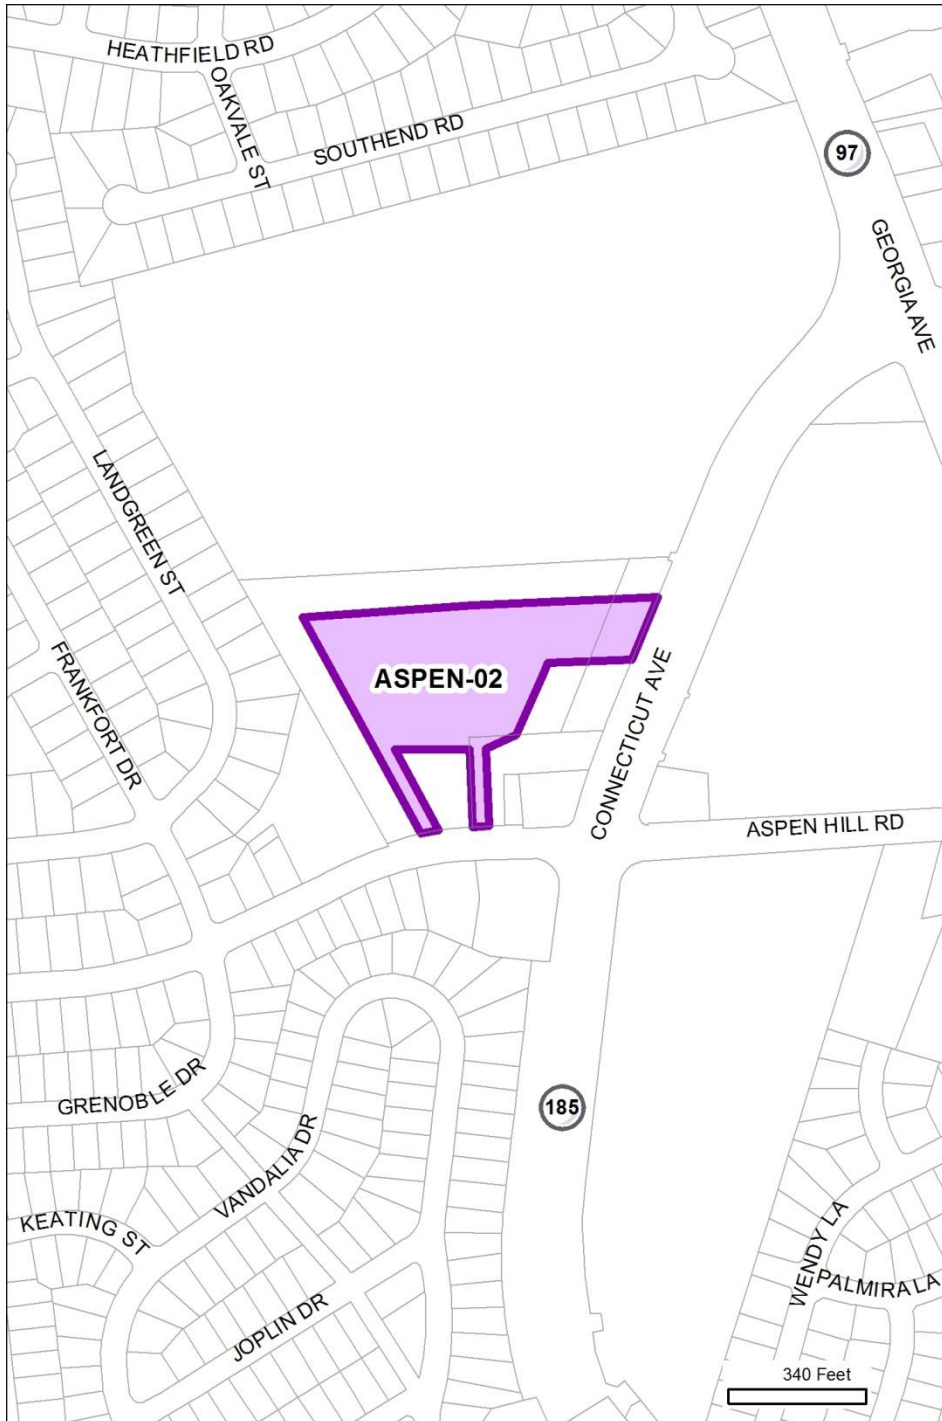 HEATHFIELD RD
OAKVALE ST
SOUTHEND RD
97
GEORGIA AVE
LANDGREEN ST
FRANKFORT DR
ASPEN-02
CONNECTICUT AVE
ASPEN HILL RD
GRENOBLE DR
VANDALIA DR
185
KEATING ST
WENDY LA
PALMIRA LA
JOPLIN DR
340 Feet